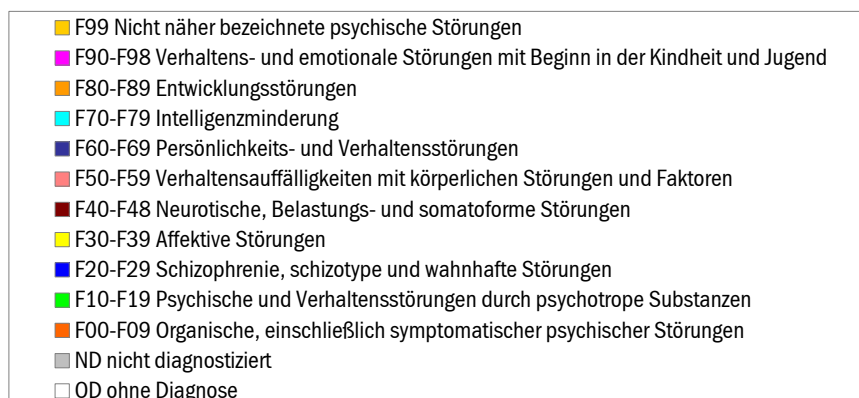 F99 Nicht näher bezeichnete psychische Störungen
F90-F98 Verhaltens- und emotionale Störungen mit Beginn in der Kindheit und Jugend
F80-F89 Entwicklungsstörungen
F70-F79 Intelligenzminderung
F60-F69 Persönlichkeits- und Verhaltensstörungen
F50-F59 Verhaltensauffälligkeiten mit körperlichen Störungen und Faktoren
F40-F48 Neurotische, Belastungs- und somatoforme Störungen
F30-F39 Affektive Störungen
F20-F29 Schizophrenie, schizotype und wahnhafte Störungen
F10-F19 Psychische und Verhaltensstörungen durch psychotrope Substanzen
F00-F09 Organische, einschließlich symptomatischer psychischer Störungen
ND nicht diagnostiziert
OD ohne Diagnose